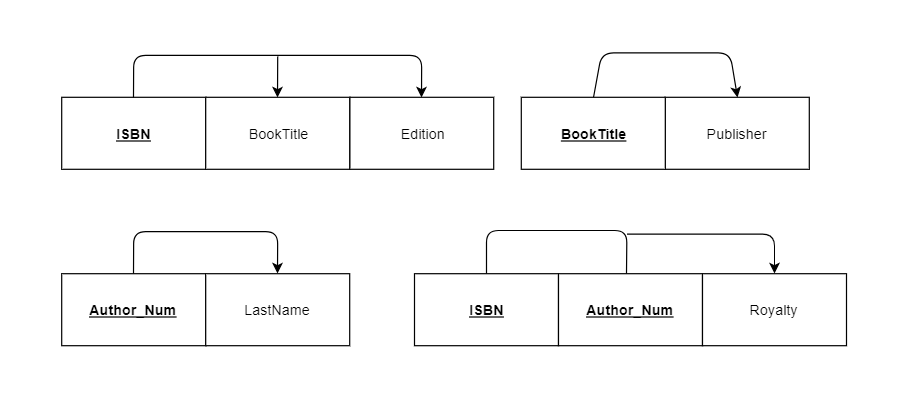 ISBN BookTitle Edition
BookTitle Publisher
Author_Num LastName
ISBN Author_Num Royalty